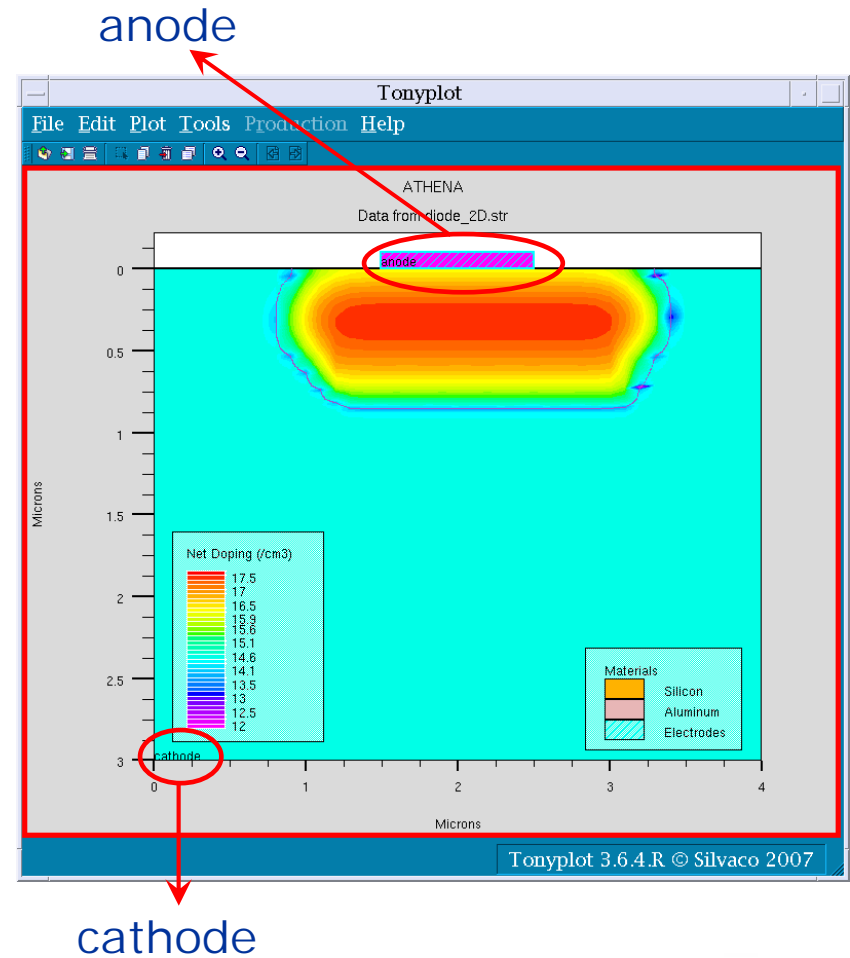 anode
Tonyplot
File Edit Plot Tools Production Help
ATHENA
Data from diode_2D.str
anode
0
0.5
1
1.5
2
2.5
3
Microns
Net Doping (/cm3)
17.5
17
16.5
15.9
15.6
15.1
14.6
14.1
13.5
13
12.5
12
Materials
Silicon
Aluminum
Electrodes
cathode
0 1 2 3 4
Microns
Tonyplot 3.6.4.R © Silvaco 2007
cathode